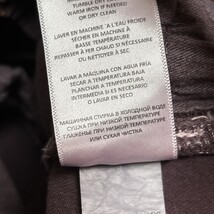 TUMBLE DRY LOW
WARM IRON IF NEEDED
OR DRY CLEAN
LAVER EN MACHINE A L'EAU FROIDE
SÉCHER EN MACHINE À
BASSE TEMPÉRATURE
REPASSER À FER CHAUD SI BESOIN
OU NETTOYER À SEC
LAVAR A MÁQUINA CON AGUA FRÍA
SECAR A TEMPERATURA BAJA
PLANCHAR A TEMPERATURA
INTERMEDIA SI ES NECESARIO
O LAVADO EN SECO
МАШИННАЯ СТИРКА В ХОЛОДНОЙ ВОДЕ
СУШКА ПРИ НИЗКОЙ ТЕМПЕРАТУРЕ
ГЛАЖЕНЬЕ ПРИ НИЗКОЙ ТЕМПЕРАТУРЕ
ИЛИ СУХАЯ ЧИСТКА